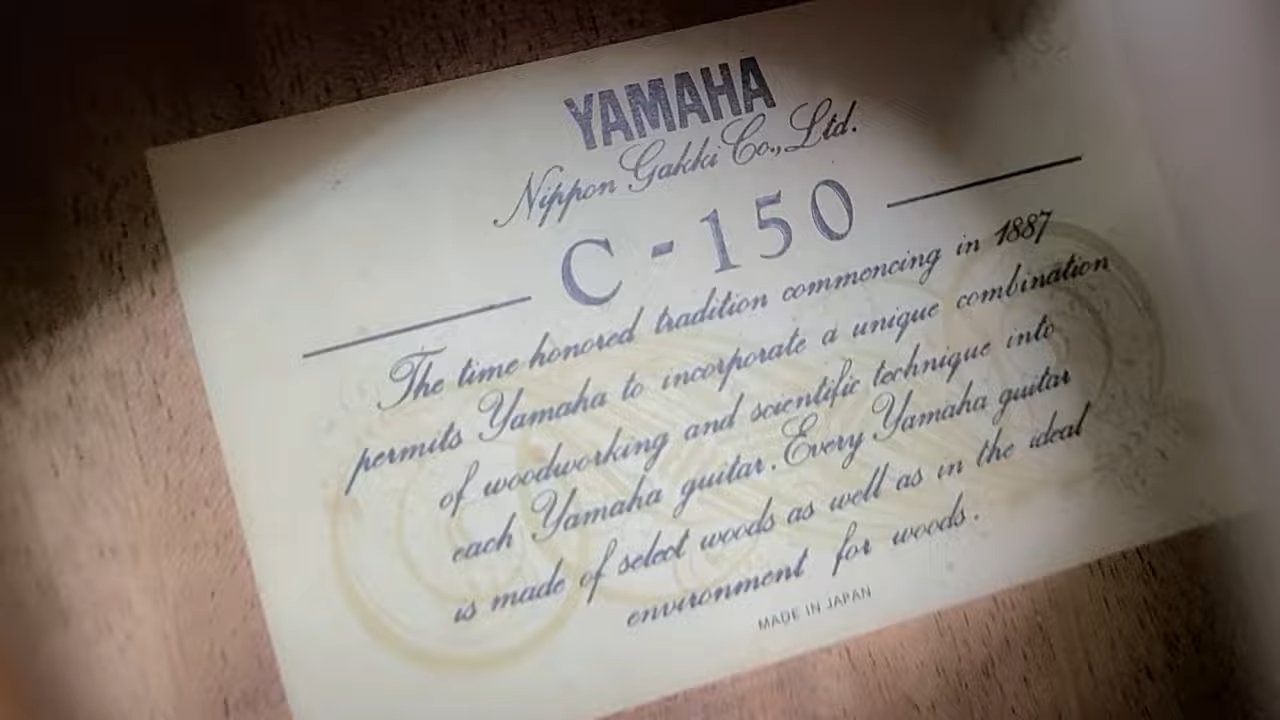 YAMAHA
Nippon Gakki Co., Ltd.
C-150
The time honored tradition commencing in 1887
permits Yamaha to incorporate a unique combination
of woodworking and scientific technique into
each Yamaha guitar. Every Yamaha guitar
is made of select woods as well as in the ideal
environment for woods.
MADE IN JAPAN